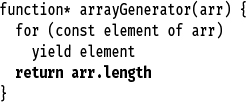 function* arrayGenerator(arr) {
  for (const element of arr)
    yield element
  return arr.length
}